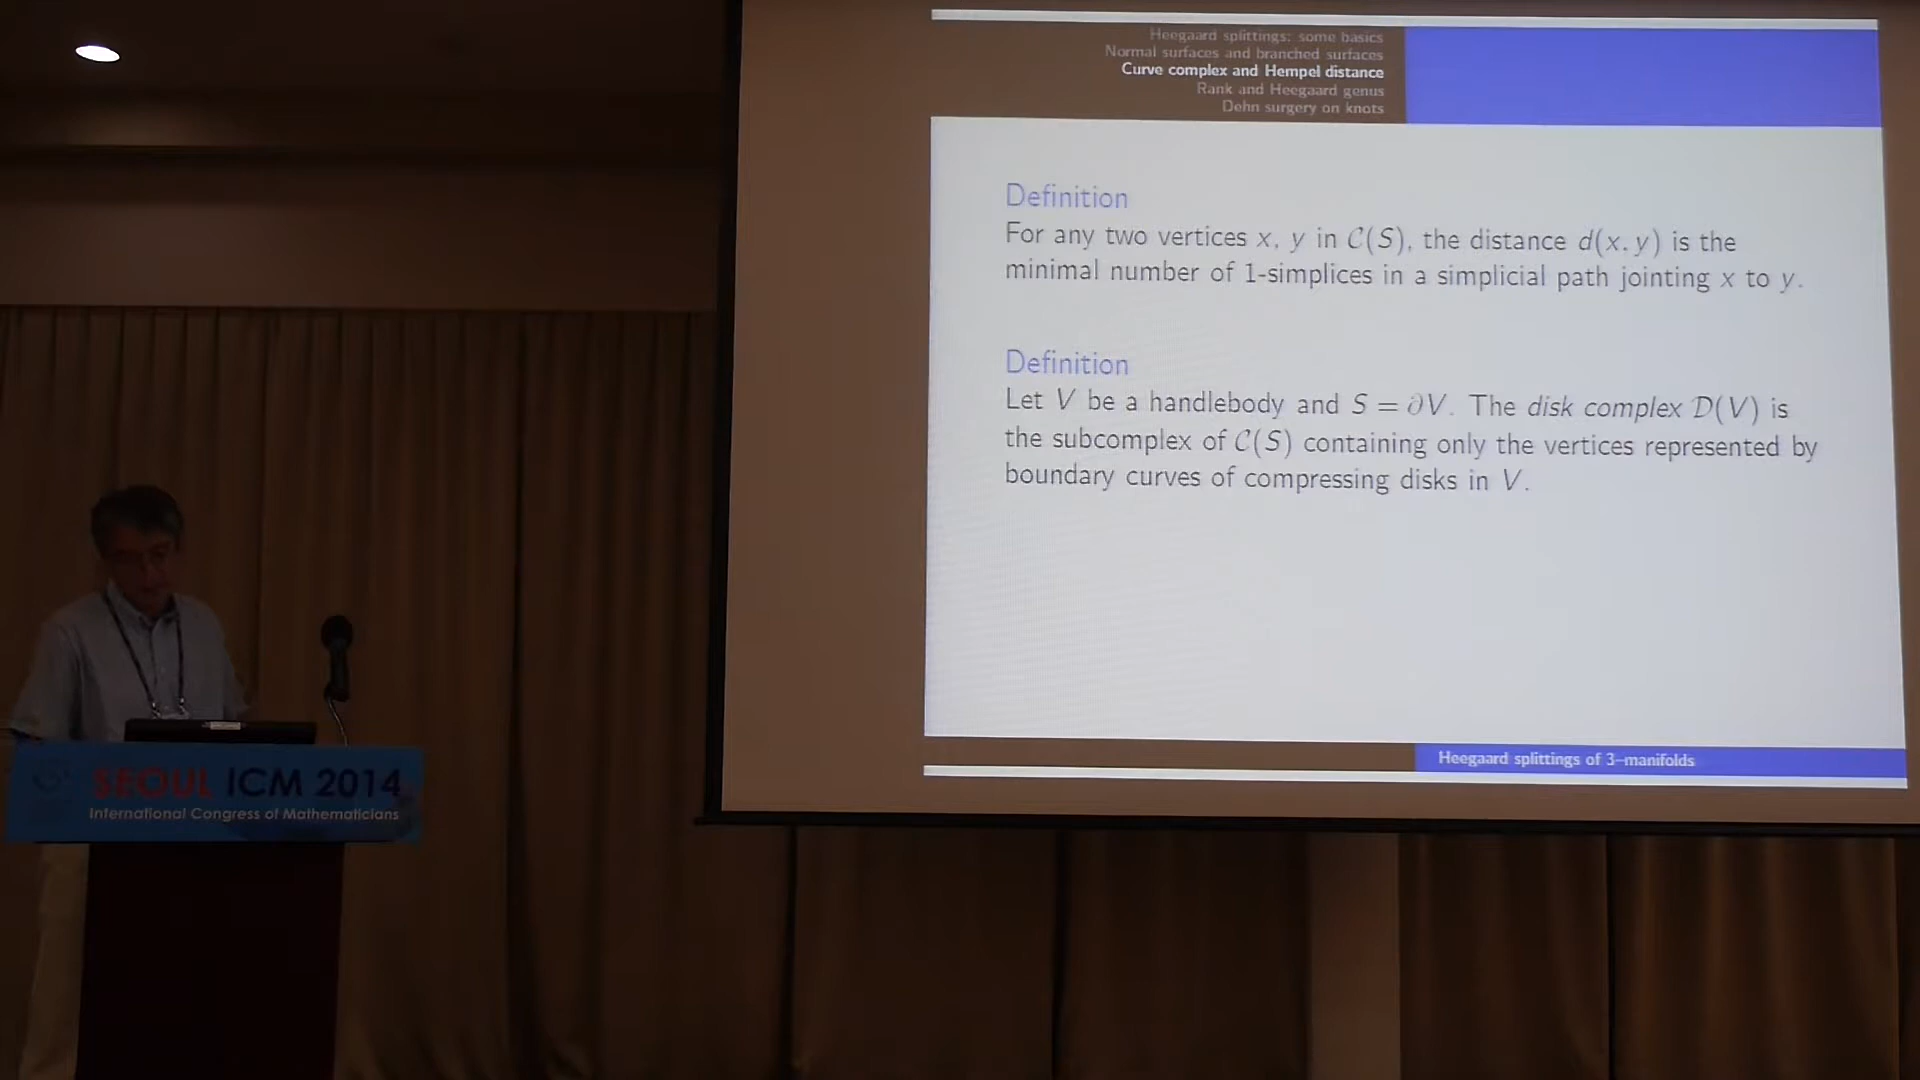 Heegaard splittings: some basics
Normal surfaces and branched surfaces
Curve complex and Hempel distance
Rank and Heegaard genus
Dehn surgery on knots
Definition
For any two vertices x, y in C(S), the distance d(x, y) is the
minimal number of 1-simplices in a simplicial path jointing x to y.
Definition
Let V be a handlebody and S = ∂V. The disk complex D(V) is
the subcomplex of C(S) containing only the vertices represented by
boundary curves of compressing disks in V.
Heegaard splittings of 3-manifolds
SEOUL ICM 2014
International Congress of Mathematicians